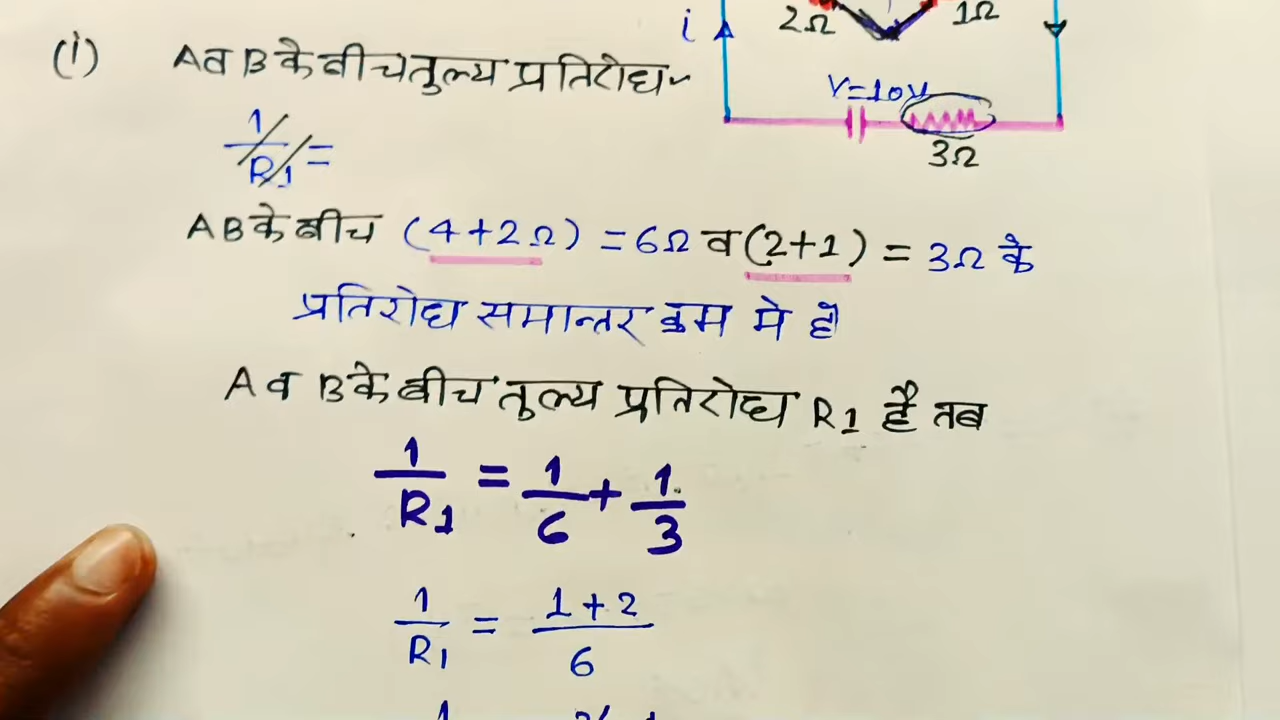 2Ω 1Ω
i
(i) A व B के बीच तुल्य प्रतिरोध~
V=10V
1/R1 =
3Ω
AB के बीच (4+2Ω) = 6Ω व (2+1) = 3Ω के
प्रतिरोध समान्तर क्रम मे है
A व B के बीच तुल्य प्रतिरोध R1 है तब
1/R1 = 1/6 + 1/3
1/R1 = (1+2)/6